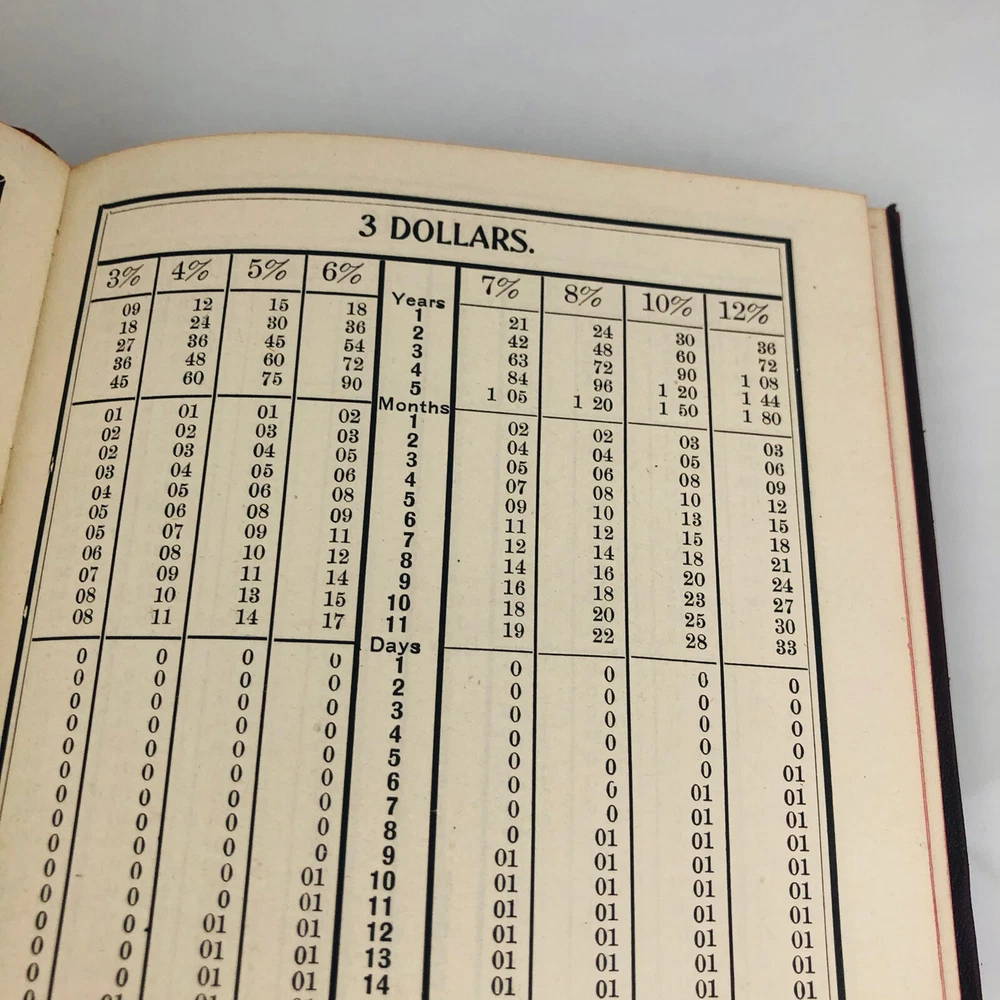 3 DOLLARS.
3% 4% 5% 6% Years 7% 8% 10% 12%
09 12 15 18 1 21 24 30 36
18 24 30 36 2 42 48 60 72
27 36 45 54 3 63 72 90 1 08
36 48 60 72 4 84 96 1 20 1 44
45 60 75 90 5 1 05 1 20 1 50 1 80
Months
01 01 01 02 1 02 02 03 03
02 02 03 03 2 04 04 05 06
02 03 04 05 3 05 06 08 09
03 04 05 06 4 07 08 10 12
04 05 06 08 5 09 10 13 15
05 06 08 09 6 11 12 15 18
05 07 09 11 7 12 14 18 21
06 08 10 12 8 14 16 20 24
07 09 11 14 9 16 18 23 27
08 10 13 15 10 18 20 25 30
08 11 14 17 11 19 22 28 33
Days
0 0 0 0 1 0 0 0 0
0 0 0 0 2 0 0 0 0
0 0 0 0 3 0 0 0 0
0 0 0 0 4 0 0 0 0
0 0 0 0 5 0 0 0 01
0 0 0 0 6 0 0 01 01
0 0 0 0 7 0 0 01 01
0 0 0 0 8 0 01 01 01
0 0 0 0 9 01 01 01 01
0 0 0 01 10 01 01 01 01
0 0 0 01 11 01 01 01 01
0 0 01 01 12 01 01 01 01
0 0 01 01 13 01 01 01 01
0 0 01 01 14 01 01 01 01